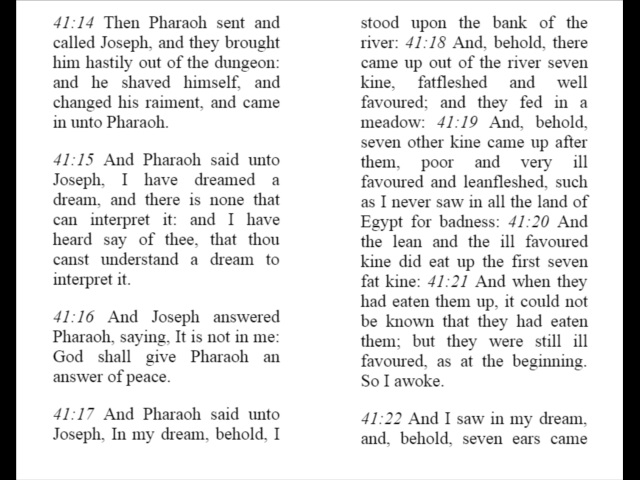 41:14 Then Pharaoh sent and
called Joseph, and they brought
him hastily out of the dungeon:
and he shaved himself, and
changed his raiment, and came
in unto Pharaoh.
41:15 And Pharaoh said unto
Joseph, I have dreamed a
dream, and there is none that
can interpret it: and I have
heard say of thee, that thou
canst understand a dream to
interpret it.
41:16 And Joseph answered
Pharaoh, saying, It is not in me:
God shall give Pharaoh an
answer of peace.
41:17 And Pharaoh said unto
Joseph, In my dream, behold, I
stood upon the bank of the
river: 41:18 And, behold, there
came up out of the river seven
kine, fatfleshed and well
favoured; and they fed in a
meadow: 41:19 And, behold,
seven other kine came up after
them, poor and very ill
favoured and leanfleshed, such
as I never saw in all the land of
Egypt for badness: 41:20 And
the lean and the ill favoured
kine did eat up the first seven
fat kine: 41:21 And when they
had eaten them up, it could not
be known that they had eaten
them; but they were still ill
favoured, as at the beginning.
So I awoke.
41:22 And I saw in my dream,
and, behold, seven ears came